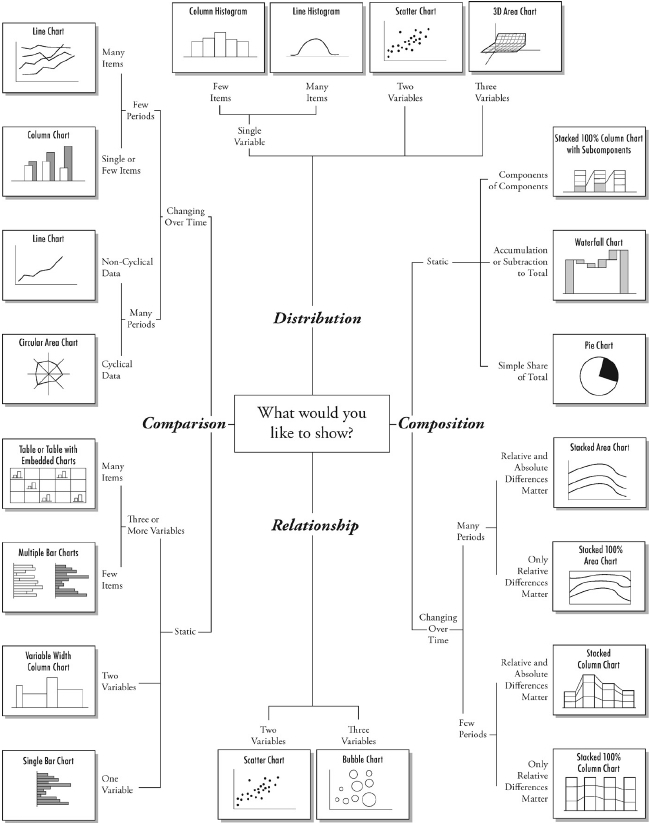 Column Histogram
Line Histogram
Scatter Chart
3D Area Chart
Few
Items
Many
Items
Two
Variables
Three
Variables
Single
Variable
Distribution
Line Chart
Many
Items
Few
Periods
Column Chart
Single or
Few Items
Changing
Over Time
Line Chart
Non-Cyclical
Data
Many
Periods
Circular Area Chart
Cyclical
Data
Comparison
What would you
like to show?
Table or Table with
Embedded Charts
Many
Items
Three or
More Variables
Multiple Bar Charts
Few
Items
Static
Variable Width
Column Chart
Two
Variables
Single Bar Chart
One
Variable
Relationship
Two
Variables
Three
Variables
Scatter Chart
Bubble Chart
Composition
Static
Components
of Components
Stacked 100% Column Chart
with Subcomponents
Accumulation
or Subtraction
to Total
Waterfall Chart
Simple Share
of Total
Pie Chart
Changing
Over
Time
Many
Periods
Relative and
Absolute
Differences
Matter
Stacked Area Chart
Only
Relative
Differences
Matter
Stacked 100%
Area Chart
Few
Periods
Relative and
Absolute
Differences
Matter
Stacked
Column Chart
Only
Relative
Differences
Matter
Stacked 100%
Column Chart